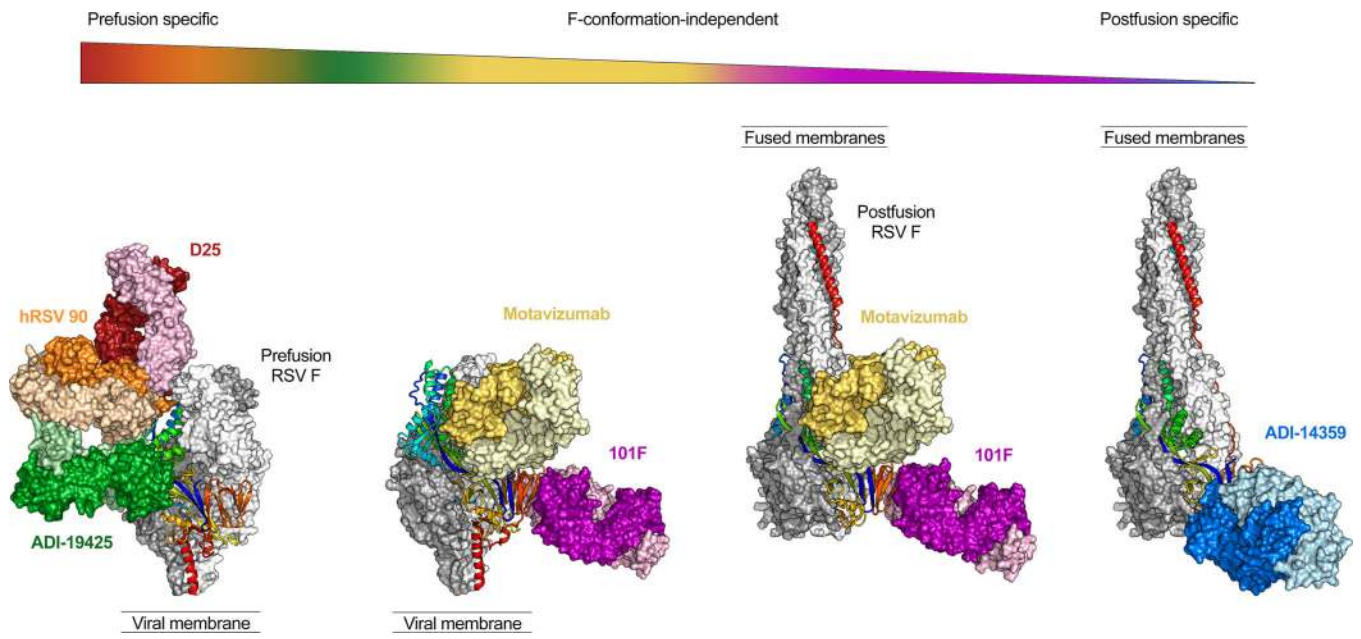 Prefusion specific
F-conformation-independent
Postfusion specific
Fused membranes
Fused membranes
Postfusion
RSV F
D25
hRSV 90
Motavizumab
Motavizumab
Prefusion
RSV F
ADI-14359
101F
101F
ADI-19425
Viral membrane
Viral membrane